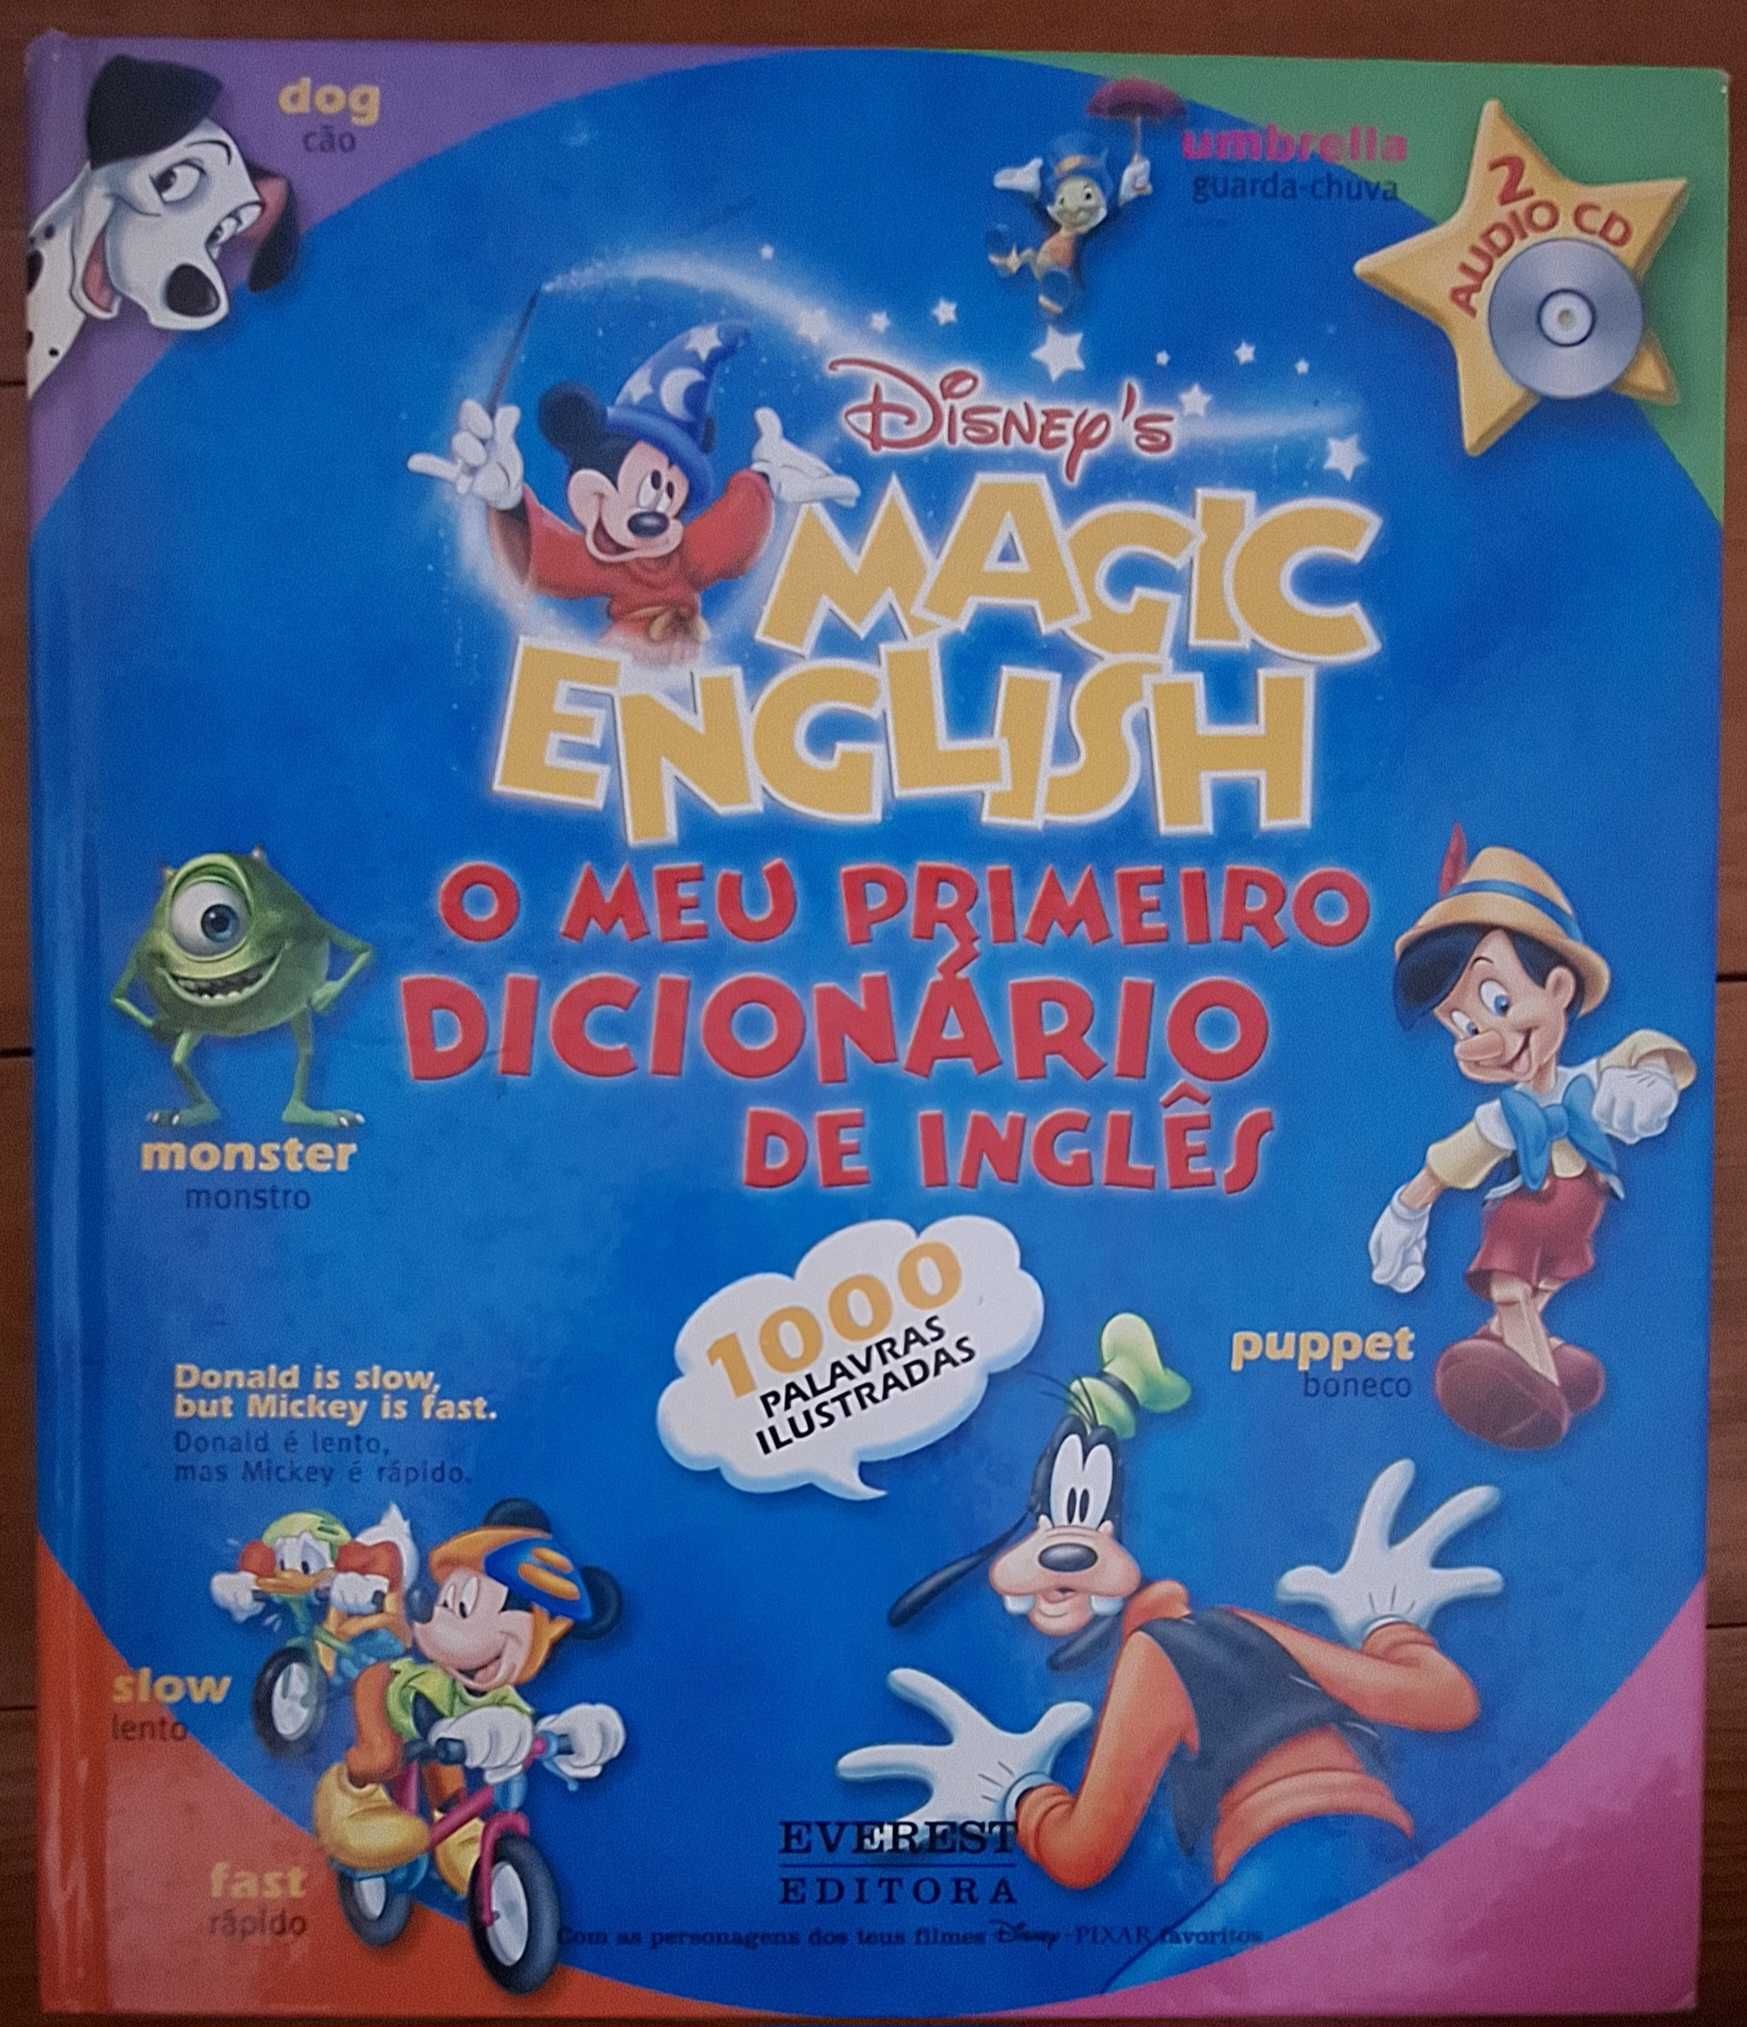 dog
cão
umbrella
guarda-chuva
2
AUDIO CD
DISNEY'S
MAGIC
ENGLISH
O MEU PRIMEIRO
DICIONÁRIO
DE INGLÊS
monster
monstro
1000
PALAVRAS
ILUSTRADAS
puppet
boneco
Donald is slow,
but Mickey is fast.
Donald é lento,
mas Mickey é rápido.
slow
lento
fast
rápido
EVEREST
EDITORA
Com as personagens dos teus filmes Disney-PIXAR favoritos